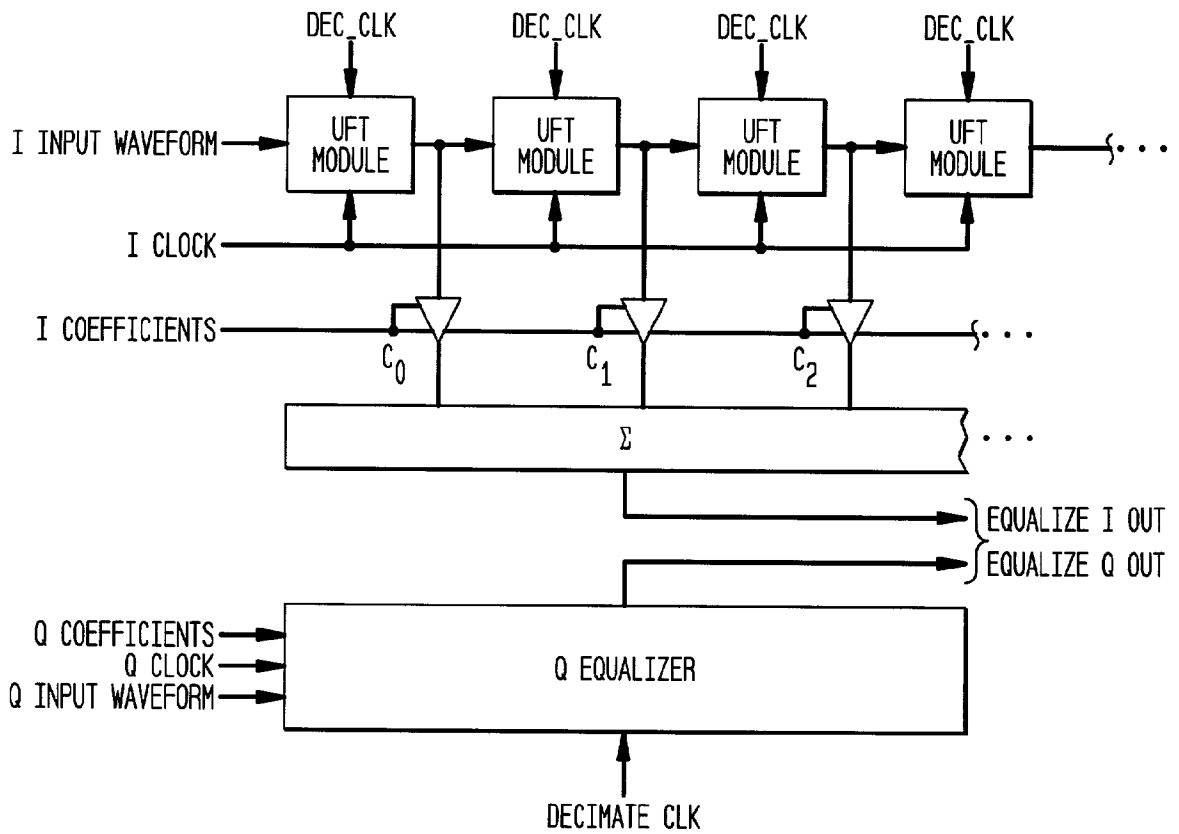 DEC_CLK DEC_CLK DEC_CLK DEC_CLK
I INPUT WAVEFORM
UFT MODULE
UFT MODULE
UFT MODULE
UFT MODULE
...
I CLOCK
I COEFFICIENTS
C0 C1 C2
...
Σ
...
EQUALIZE I OUT
EQUALIZE Q OUT
Q COEFFICIENTS
Q CLOCK
Q INPUT WAVEFORM
Q EQUALIZER
DECIMATE CLK